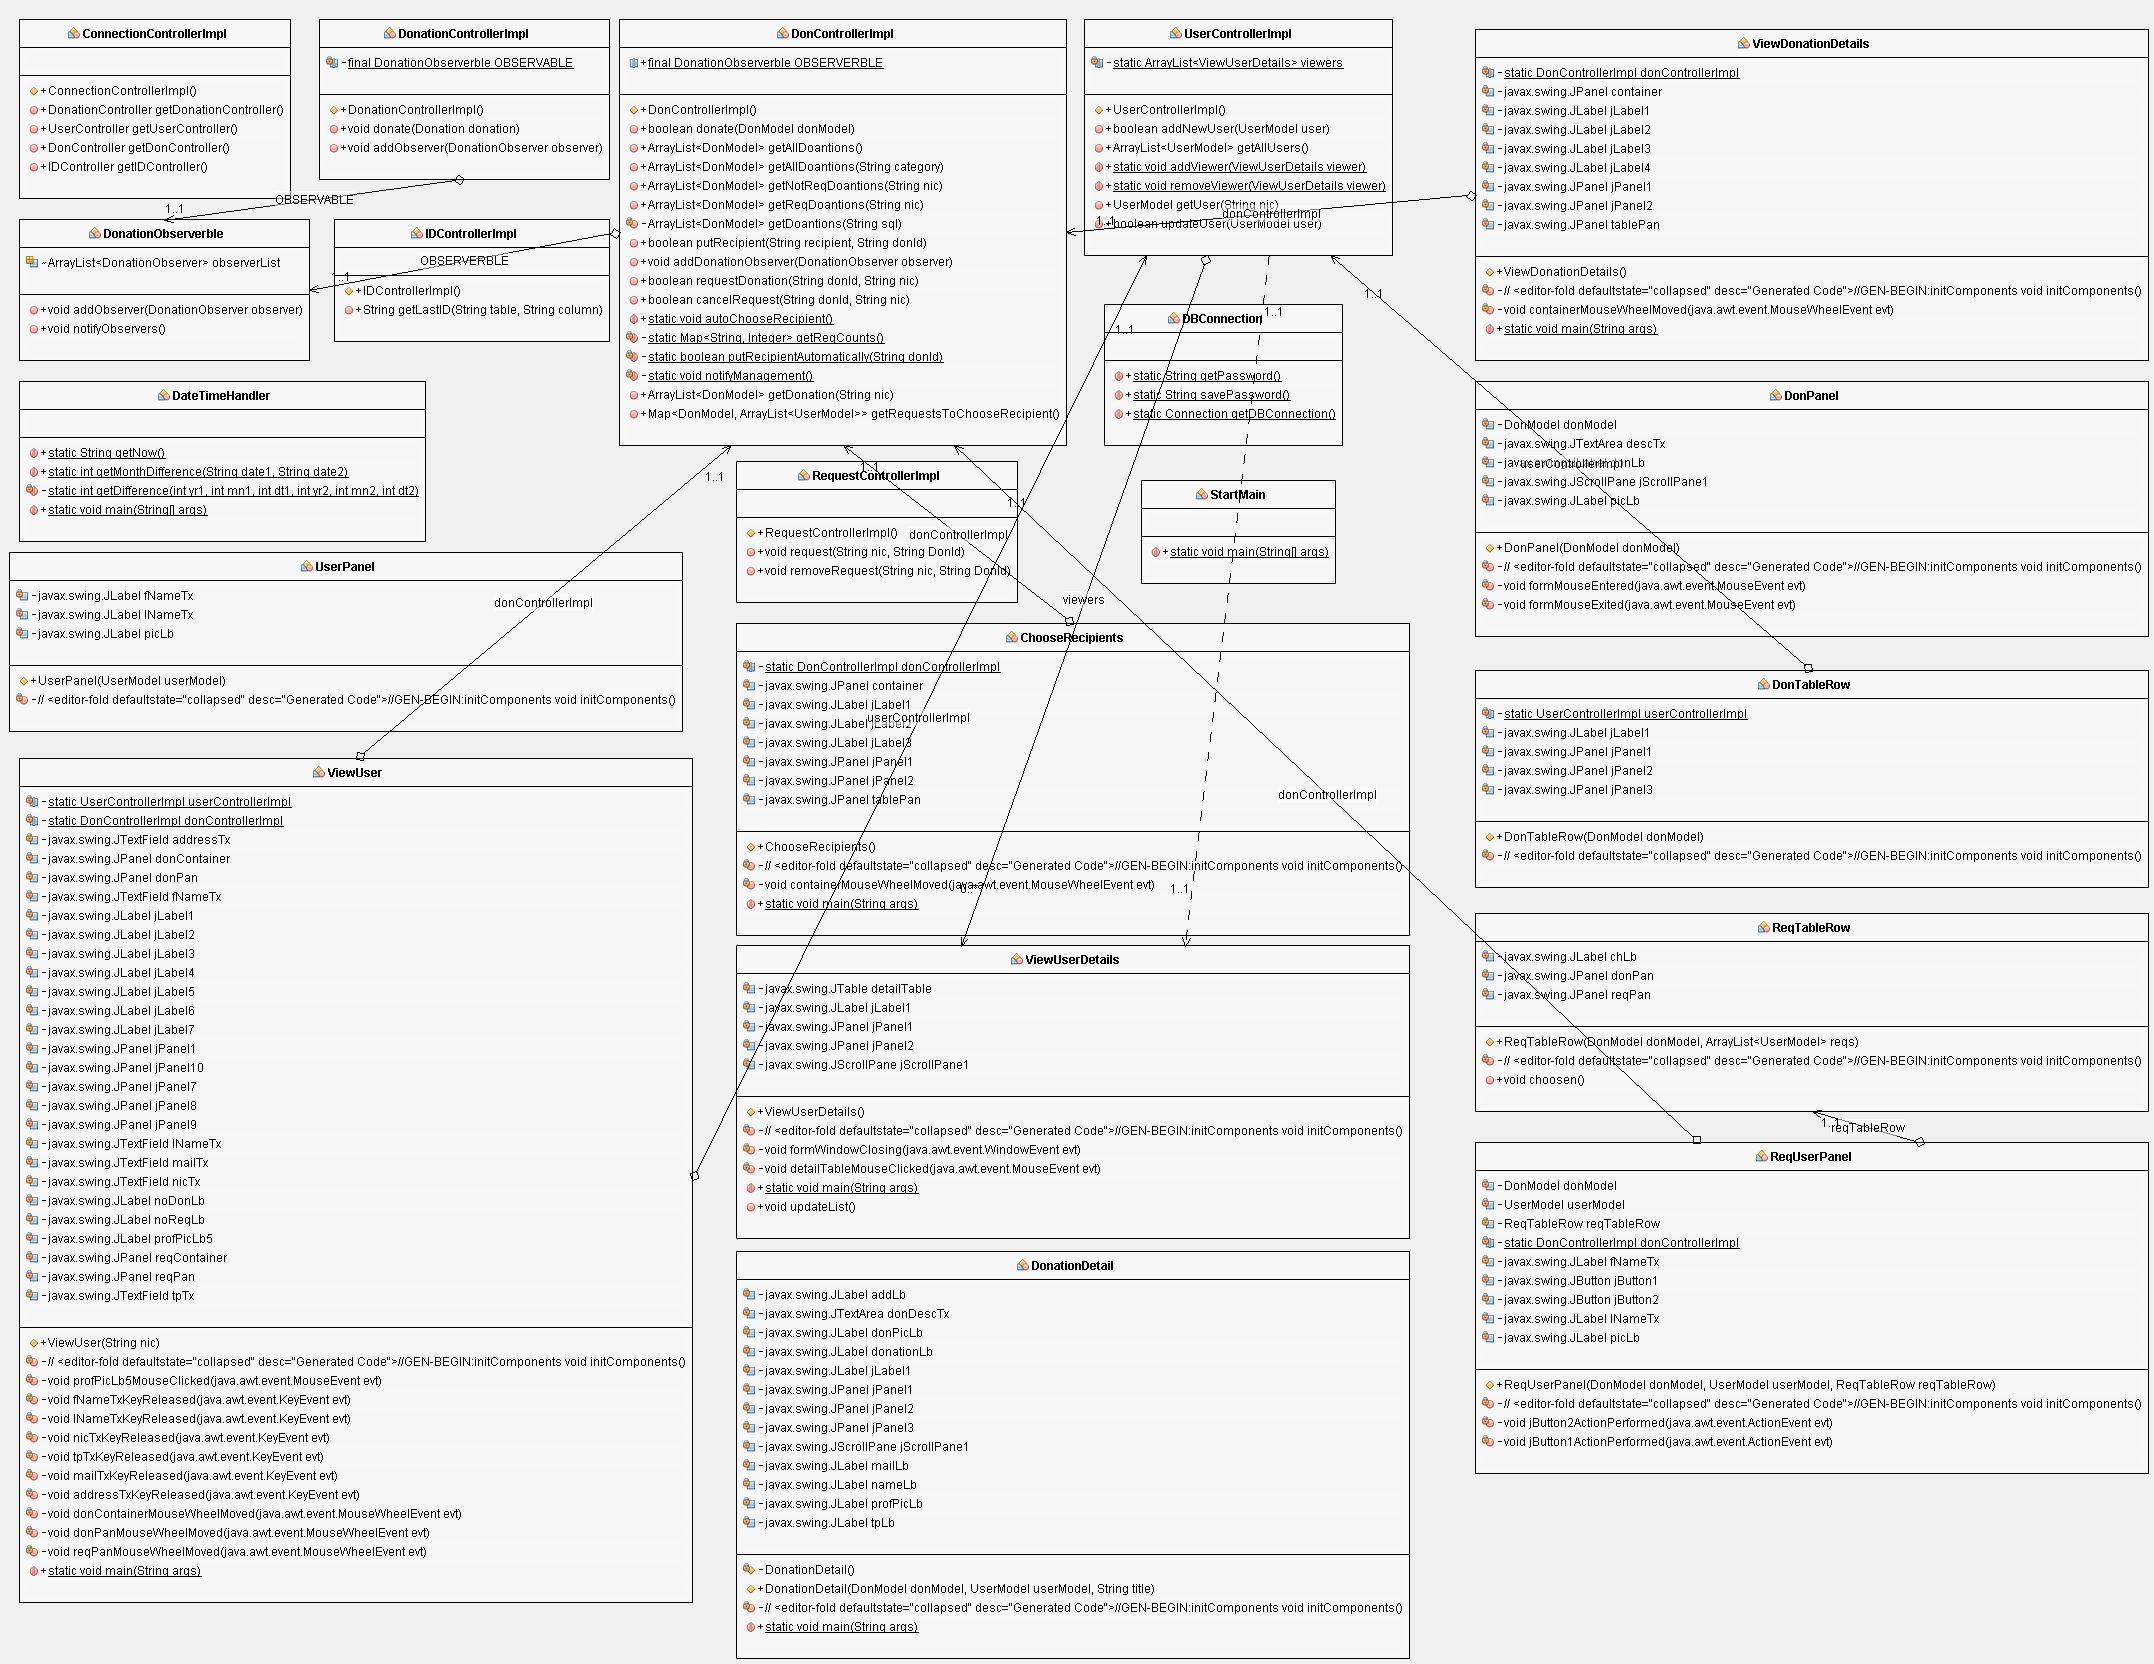 ConnectionControllerImpl
+ConnectionControllerImpl()
+DonationController getDonationController()
+UserController getUserController()
+DonController getDonController()
+IDController getIDController()
DonationControllerImpl
-final DonationObserverble OBSERVABLE
+DonationControllerImpl()
+void donate(Donation donation)
+void addObserver(DonationObserver observer)
OBSERVABLE
1..1
DonationObserverble
~ArrayList<DonationObserver> observerList
+void addObserver(DonationObserver observer)
+void notifyObservers()
IDControllerImpl
OBSERVERBLE
1..1
+IDControllerImpl()
+String getLastID(String table, String column)
DateTimeHandler
+static String getNow()
+static int getMonthDifference(String date1, String date2)
-static int getDifference(int yr1, int mn1, int dt1, int yr2, int mn2, int dt2)
+static void main(String[] args)
DonControllerImpl
+final DonationObserverble OBSERVERBLE
+DonControllerImpl()
+boolean donate(DonModel donModel)
+ArrayList<DonModel> getAllDoantions()
+ArrayList<DonModel> getAllDoantions(String category)
+ArrayList<DonModel> getNotReqDoantions(String nic)
+ArrayList<DonModel> getReqDoantions(String nic)
-ArrayList<DonModel> getDoantions(String sql)
+boolean putRecipient(String recipient, String donId)
+void addDonationObserver(DonationObserver observer)
+boolean requestDonation(String donId, String nic)
+boolean cancelRequest(String donId, String nic)
+static void autoChooseRecipient()
-static Map<String, Integer> getReqCounts()
-static boolean putRecipientAutomatically(String donId)
-static void notifyManagement()
+ArrayList<DonModel> getDonation(String nic)
+Map<DonModel, ArrayList<UserModel>> getRequestsToChooseRecipient()
UserControllerImpl
-static ArrayList<ViewUserDetails> viewers
+UserControllerImpl()
+boolean addNewUser(UserModel user)
+ArrayList<UserModel> getAllUsers()
+static void addViewer(ViewUserDetails viewer)
+static void removeViewer(ViewUserDetails viewer)
+UserModel getUser(String nic)
donControllerImpl
1..1
+boolean updateUser(UserModel user)
1..1
DBConnection
1..1
1..1
+static String getPassword()
+static String savePassword()
+static Connection getDBConnection()
StartMain
+static void main(String[] args)
1..1
1..1
1..1
RequestControllerImpl
+RequestControllerImpl()
donControllerImpl
+void request(String nic, String DonId)
+void removeRequest(String nic, String DonId)
viewers
UserPanel
-javax.swing.JLabel fNameTx
-javax.swing.JLabel lNameTx
-javax.swing.JLabel picLb
donControllerImpl
+UserPanel(UserModel userModel)
-// <editor-fold defaultstate="collapsed" desc="Generated Code">//GEN-BEGIN:initComponents void initComponents()
ViewUser
-static UserControllerImpl userControllerImpl
-static DonControllerImpl donControllerImpl
-javax.swing.JTextField addressTx
-javax.swing.JPanel donContainer
-javax.swing.JPanel donPan
-javax.swing.JTextField fNameTx
-javax.swing.JLabel jLabel1
-javax.swing.JLabel jLabel2
-javax.swing.JLabel jLabel3
-javax.swing.JLabel jLabel4
-javax.swing.JLabel jLabel5
-javax.swing.JLabel jLabel6
-javax.swing.JLabel jLabel7
-javax.swing.JPanel jPanel1
-javax.swing.JPanel jPanel10
-javax.swing.JPanel jPanel7
-javax.swing.JPanel jPanel8
-javax.swing.JPanel jPanel9
-javax.swing.JTextField lNameTx
-javax.swing.JTextField mailTx
-javax.swing.JTextField nicTx
-javax.swing.JLabel noDonLb
-javax.swing.JLabel noReqLb
-javax.swing.JLabel profPicLb5
-javax.swing.JPanel reqContainer
-javax.swing.JPanel reqPan
-javax.swing.JTextField tpTx
+ViewUser(String nic)
-// <editor-fold defaultstate="collapsed" desc="Generated Code">//GEN-BEGIN:initComponents void initComponents()
-void profPicLb5MouseClicked(java.awt.event.MouseEvent evt)
-void fNameTxKeyReleased(java.awt.event.KeyEvent evt)
-void lNameTxKeyReleased(java.awt.event.KeyEvent evt)
-void nicTxKeyReleased(java.awt.event.KeyEvent evt)
-void tpTxKeyReleased(java.awt.event.KeyEvent evt)
-void mailTxKeyReleased(java.awt.event.KeyEvent evt)
-void addressTxKeyReleased(java.awt.event.KeyEvent evt)
-void donContainerMouseWheelMoved(java.awt.event.MouseWheelEvent evt)
-void donPanMouseWheelMoved(java.awt.event.MouseWheelEvent evt)
-void reqPanMouseWheelMoved(java.awt.event.MouseWheelEvent evt)
+static void main(String args)
ChooseRecipients
-static DonControllerImpl donControllerImpl
-javax.swing.JPanel container
-javax.swing.JLabel jLabel1
-javax.swing.JLabel jLabel2
userControllerImpl
-javax.swing.JLabel jLabel3
-javax.swing.JPanel jPanel1
-javax.swing.JPanel jPanel2
-javax.swing.JPanel tablePan
donControllerImpl
+ChooseRecipients()
-// <editor-fold defaultstate="collapsed" desc="Generated Code">//GEN-BEGIN:initComponents void initComponents()
-void containerMouseWheelMoved(java.awt.event.MouseWheelEvent evt)
1..1
+static void main(String args)
ViewUserDetails
-javax.swing.JTable detailTable
-javax.swing.JLabel jLabel1
-javax.swing.JPanel jPanel1
-javax.swing.JPanel jPanel2
-javax.swing.JScrollPane jScrollPane1
+ViewUserDetails()
-// <editor-fold defaultstate="collapsed" desc="Generated Code">//GEN-BEGIN:initComponents void initComponents()
-void formWindowClosing(java.awt.event.WindowEvent evt)
-void detailTableMouseClicked(java.awt.event.MouseEvent evt)
+static void main(String args)
+void updateList()
DonationDetail
-javax.swing.JLabel addLb
-javax.swing.JTextArea donDescTx
-javax.swing.JLabel donPicLb
-javax.swing.JLabel donationLb
-javax.swing.JLabel jLabel1
-javax.swing.JPanel jPanel1
-javax.swing.JPanel jPanel2
-javax.swing.JPanel jPanel3
-javax.swing.JScrollPane jScrollPane1
-javax.swing.JLabel mailLb
-javax.swing.JLabel nameLb
-javax.swing.JLabel profPicLb
-javax.swing.JLabel tpLb
-DonationDetail()
+DonationDetail(DonModel donModel, UserModel userModel, String title)
-// <editor-fold defaultstate="collapsed" desc="Generated Code">//GEN-BEGIN:initComponents void initComponents()
+static void main(String args)
ViewDonationDetails
-static DonControllerImpl donControllerImpl
-javax.swing.JPanel container
-javax.swing.JLabel jLabel1
-javax.swing.JLabel jLabel2
-javax.swing.JLabel jLabel3
-javax.swing.JLabel jLabel4
-javax.swing.JPanel jPanel1
-javax.swing.JPanel jPanel2
-javax.swing.JPanel tablePan
+ViewDonationDetails()
-// <editor-fold defaultstate="collapsed" desc="Generated Code">//GEN-BEGIN:initComponents void initComponents()
-void containerMouseWheelMoved(java.awt.event.MouseWheelEvent evt)
+static void main(String args)
1..1
DonPanel
-DonModel donModel
-javax.swing.JTextArea descTx
-javax.swing.JLabel donLb
userControllerImpl
-javax.swing.JScrollPane jScrollPane1
-javax.swing.JLabel picLb
+DonPanel(DonModel donModel)
-// <editor-fold defaultstate="collapsed" desc="Generated Code">//GEN-BEGIN:initComponents void initComponents()
-void formMouseEntered(java.awt.event.MouseEvent evt)
-void formMouseExited(java.awt.event.MouseEvent evt)
DonTableRow
-static UserControllerImpl userControllerImpl
-javax.swing.JLabel jLabel1
-javax.swing.JPanel jPanel1
-javax.swing.JPanel jPanel2
-javax.swing.JPanel jPanel3
+DonTableRow(DonModel donModel)
-// <editor-fold defaultstate="collapsed" desc="Generated Code">//GEN-BEGIN:initComponents void initComponents()
ReqTableRow
-javax.swing.JLabel chLb
-javax.swing.JPanel donPan
-javax.swing.JPanel reqPan
+ReqTableRow(DonModel donModel, ArrayList<UserModel> reqs)
-// <editor-fold defaultstate="collapsed" desc="Generated Code">//GEN-BEGIN:initComponents void initComponents()
+void choosen()
reqTableRow
ReqUserPanel
-DonModel donModel
-UserModel userModel
-ReqTableRow reqTableRow
-static DonControllerImpl donControllerImpl
-javax.swing.JLabel fNameTx
-javax.swing.JButton jButton1
-javax.swing.JButton jButton2
-javax.swing.JLabel lNameTx
-javax.swing.JLabel picLb
+ReqUserPanel(DonModel donModel, UserModel userModel, ReqTableRow reqTableRow)
-// <editor-fold defaultstate="collapsed" desc="Generated Code">//GEN-BEGIN:initComponents void initComponents()
-void jButton2ActionPerformed(java.awt.event.ActionEvent evt)
-void jButton1ActionPerformed(java.awt.event.ActionEvent evt)